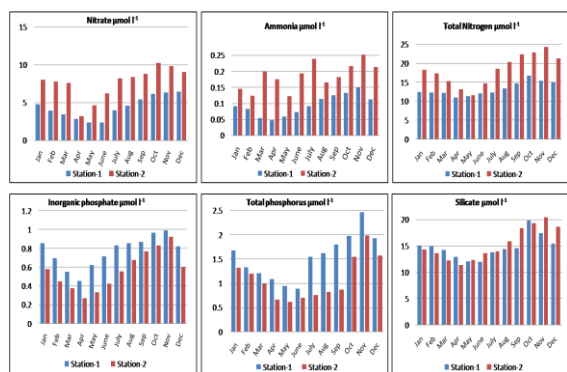 Nitrate µmol l-1
15
10
5
0
Jan Feb Mar Apr May June July Aug Sep Oct Nov Dec
Station-1 Station-2
Ammonia µmol l-1
0.25
0.2
0.15
0.1
0.05
0
Jan Feb Mar Apr May June July Aug Sep Oct Nov Dec
Station-1 Station-2
Total Nitrogen µmol l-1
25
20
15
10
5
0
Jan Feb Mar Apr May June July Aug Sep Oct Nov Dec
Station-1 Station-2
Inorganic phosphate µmol l-1
1.2
1
0.8
0.6
0.4
0.2
0
Jan Feb Mar Apr May June July Aug Sep Oct Nov Dec
Station-1 Station-2
Total phosphorus µmol l-1
2.5
2
1.5
1
0.5
0
Jan Feb Mar Apr May June July Aug Sep Oct Nov Dec
Station-1 Station-2
Silicate µmol l-1
20
15
10
5
0
Jan Feb Mar Apr May June July Aug Sep Oct Nov Dec
Station-1 Station-2